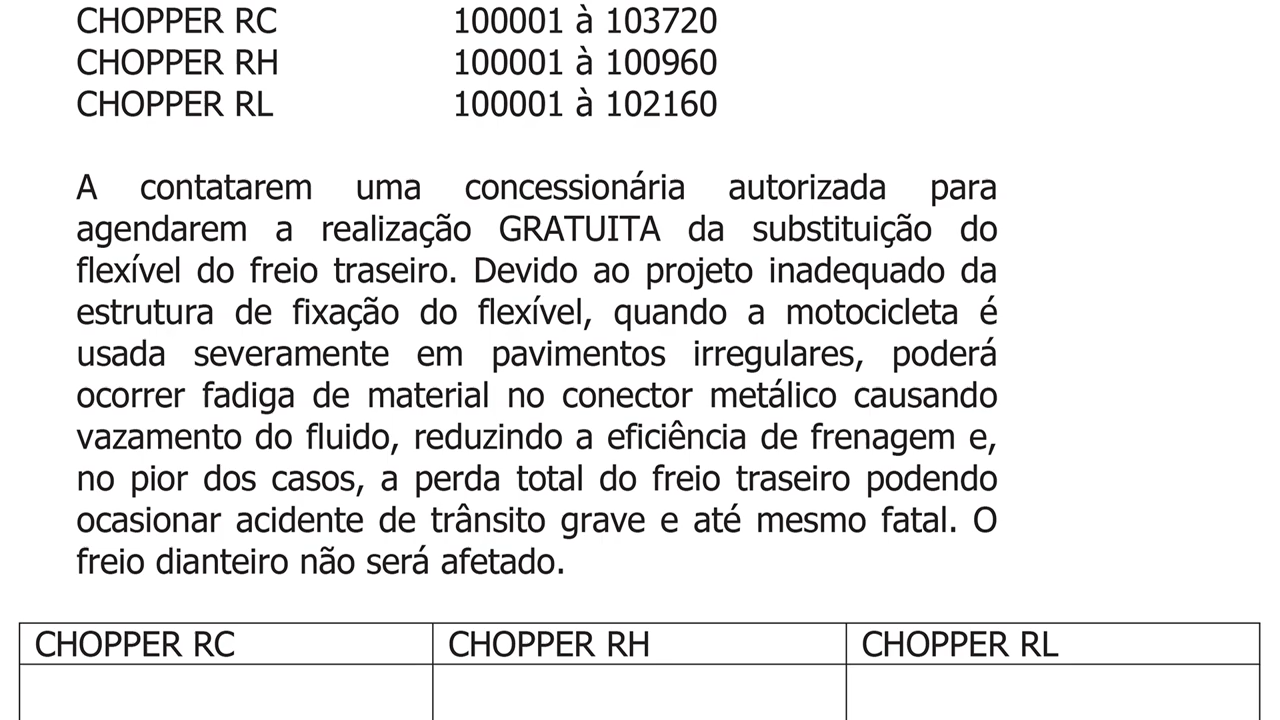 CHOPPER RC 100001 à 103720
CHOPPER RH 100001 à 100960
CHOPPER RL 100001 à 102160
A contatarem uma concessionária autorizada para
agendarem a realização GRATUITA da substituição do
flexível do freio traseiro. Devido ao projeto inadequado da
estrutura de fixação do flexível, quando a motocicleta é
usada severamente em pavimentos irregulares, poderá
ocorrer fadiga de material no conector metálico causando
vazamento do fluido, reduzindo a eficiência de frenagem e,
no pior dos casos, a perda total do freio traseiro podendo
ocasionar acidente de trânsito grave e até mesmo fatal. O
freio dianteiro não será afetado.
CHOPPER RC CHOPPER RH CHOPPER RL